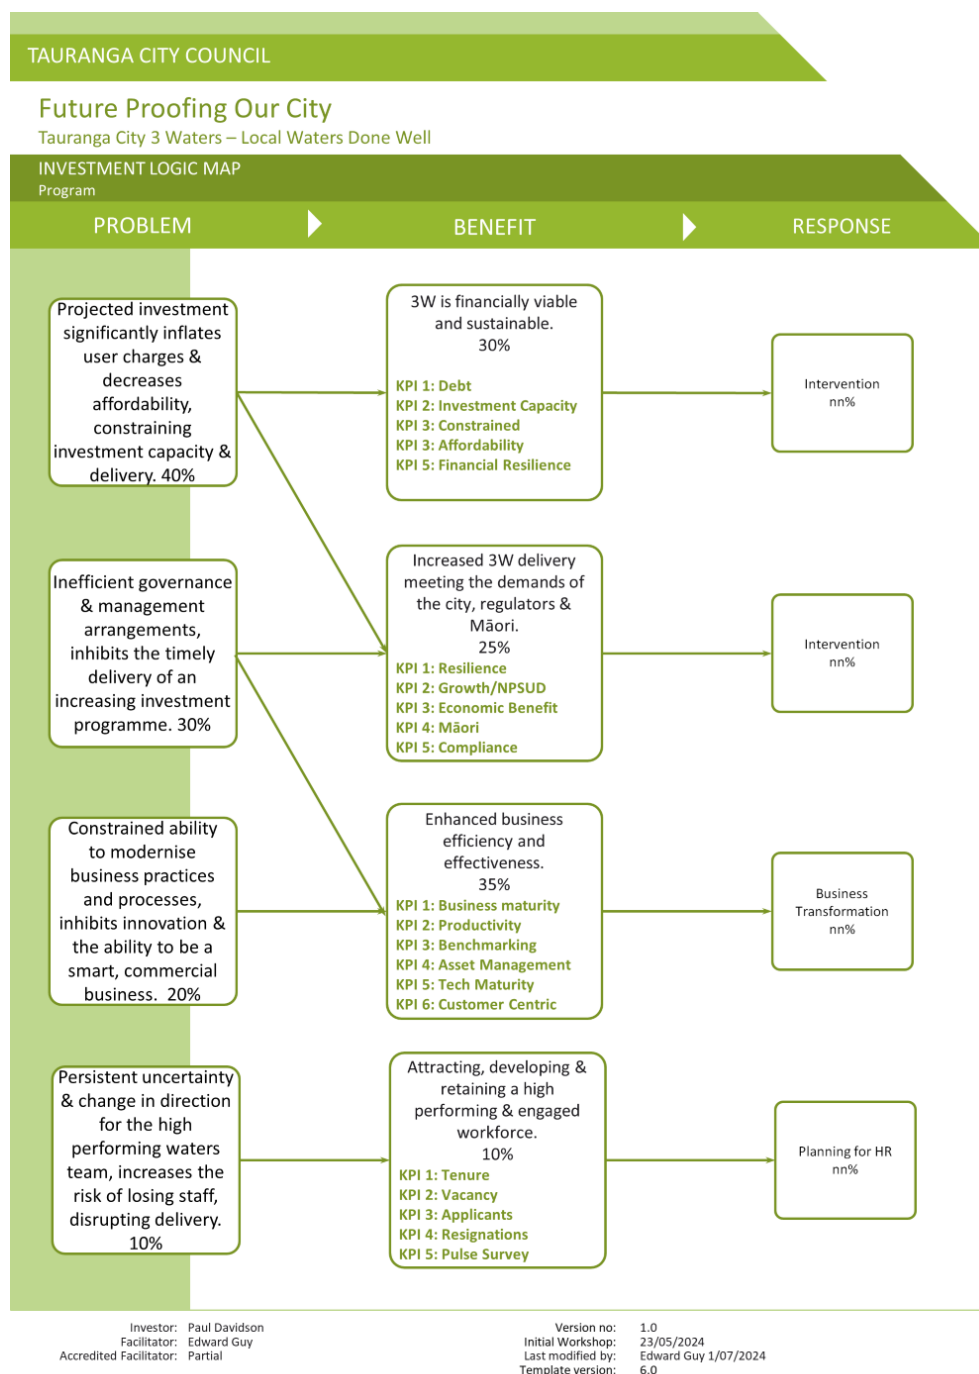 TAURANGA CITY COUNCIL
Future Proofing Our City
Tauranga City 3 Waters – Local Waters Done Well
INVESTMENT LOGIC MAP
Program
PROBLEM
BENEFIT
RESPONSE
Projected investment
significantly inflates
user charges &
decreases
affordability,
constraining
investment capacity &
delivery. 40%
3W is financially viable
and sustainable.
30%
KPI 1: Debt
KPI 2: Investment Capacity
KPI 3: Constrained
KPI 3: Affordability
KPI 5: Financial Resilience
Intervention
nn%
Inefficient governance
& management
arrangements,
inhibits the timely
delivery of an
increasing investment
programme. 30%
Increased 3W delivery
meeting the demands of
the city, regulators &
Māori.
25%
KPI 1: Resilience
KPI 2: Growth/NPSUD
KPI 3: Economic Benefit
KPI 4: Māori
KPI 5: Compliance
Intervention
nn%
Constrained ability
to modernise
business practices
and processes,
inhibits innovation &
the ability to be a
smart, commercial
business. 20%
Enhanced business
efficiency and
effectiveness.
35%
KPI 1: Business maturity
KPI 2: Productivity
KPI 3: Benchmarking
KPI 4: Asset Management
KPI 5: Tech Maturity
KPI 6: Customer Centric
Business
Transformation
nn%
Persistent uncertainty
& change in direction
for the high
performing waters
team, increases the
risk of losing staff,
disrupting delivery.
10%
Attracting, developing &
retaining a high
performing & engaged
workforce.
10%
KPI 1: Tenure
KPI 2: Vacancy
KPI 3: Applicants
KPI 4: Resignations
KPI 5: Pulse Survey
Planning for HR
nn%
Investor: Paul Davidson
Facilitator: Edward Guy
Accredited Facilitator: Partial
Version no: 1.0
Initial Workshop: 23/05/2024
Last modified by: Edward Guy 1/07/2024
Template version: 6.0